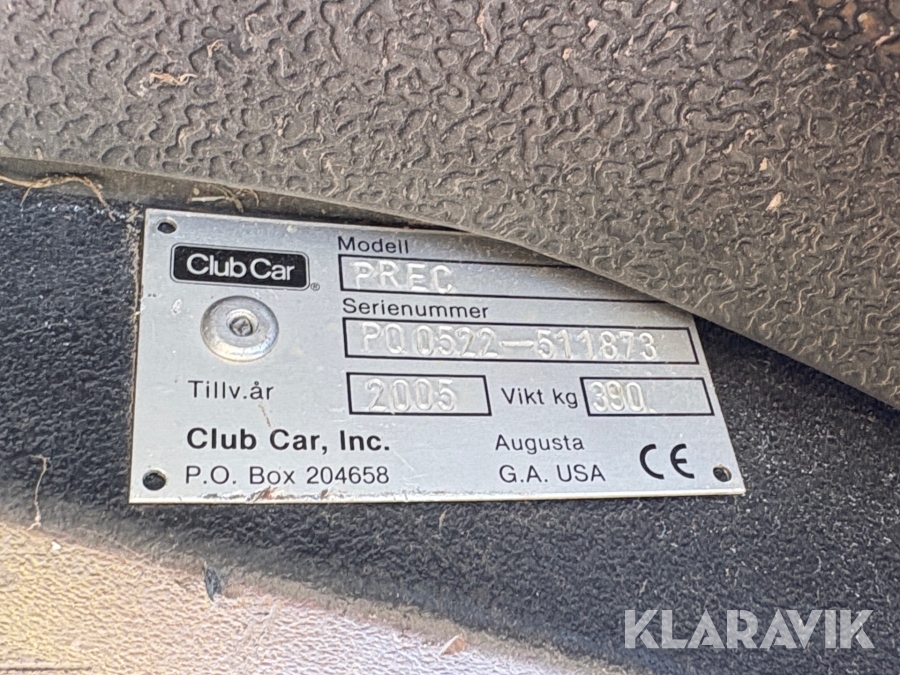 Club Car®
Modell
PREC
Serienummer
PQ0522-511873
Tillv.år
2005
Vikt kg
390
Club Car, Inc.
Augusta
P.O. Box 204658
G.A. USA
CE
KLARAVIK